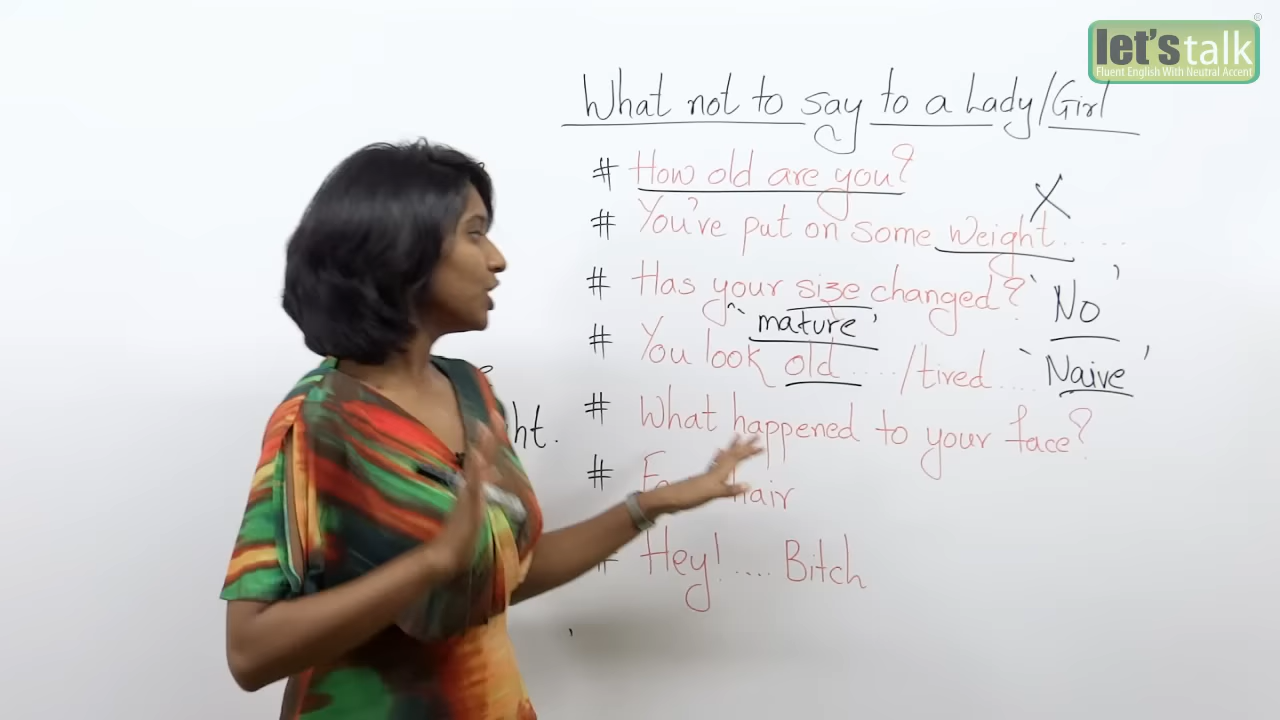 let's talk
Fluent English With Neutral Accent
What not to say to a Lady/Girl
# How old are you?
X
# You've put on some weight.....
# Has your size changed? 'No'
"mature"
# You look old..../tired.... 'Naive'
# What happened to your face?
ht.
# hair
# Hey!.... Bitch